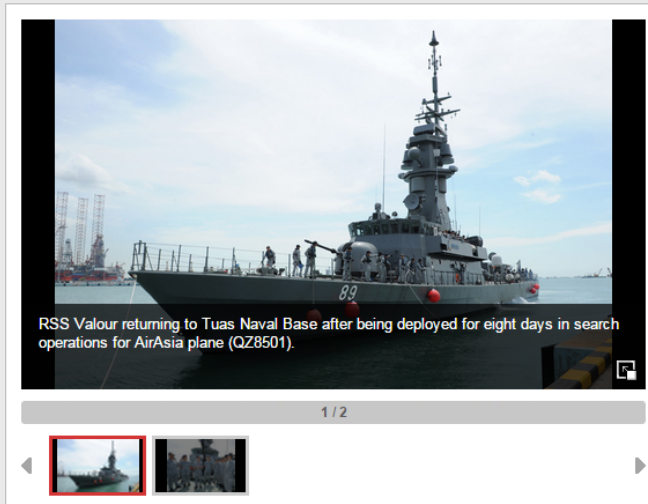 89
RSS Valour returning to Tuas Naval Base after being deployed for eight days in search
operations for AirAsia plane (QZ8501).
1 / 2